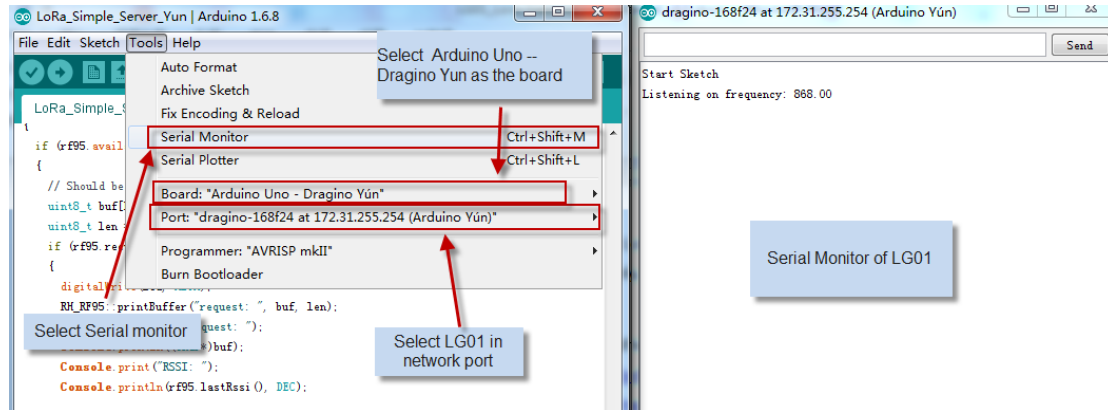 LoRa_Simple_Server_Yun | Arduino 1.6.8
File Edit Sketch Tools Help
LoRa_Simple_S
Auto Format
Archive Sketch
Fix Encoding & Reload
Serial Monitor Ctrl+Shift+M
Serial Plotter Ctrl+Shift+L
Board: "Arduino Uno - Dragino Yún"
Port: "dragino-168f24 at 172.31.255.254 (Arduino Yún)"
Programmer: "AVRISP mkII"
Burn Bootloader
Select Arduino Uno --
Dragino Yun as the board
{
if (rf95.avail
{
// Should be
uint8_t buf[
uint8_t len
if (rf95.rec
{
RH_RF95::printBuffer("request: ", buf, len);
quest: ");
*)buf);
Console.print("RSSI: ");
Console.println(rf95.lastRssi(), DEC);
Select Serial monitor
Select LG01 in
network port
dragino-168f24 at 172.31.255.254 (Arduino Yún)
Send
Start Sketch
Listening on frequency: 868.00
Serial Monitor of LG01